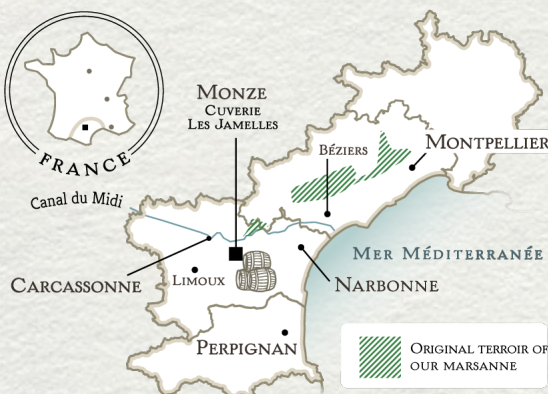 FRANCE
Canal du Midi
MONZE
CUVERIE
LES JAMELLES
BÉZIERS
MONTPELLIER
MER MÉDITERRANÉE
CARCASSONNE
LIMOUX
NARBONNE
PERPIGNAN
ORIGINAL TERROIR OF
OUR MARSANNE